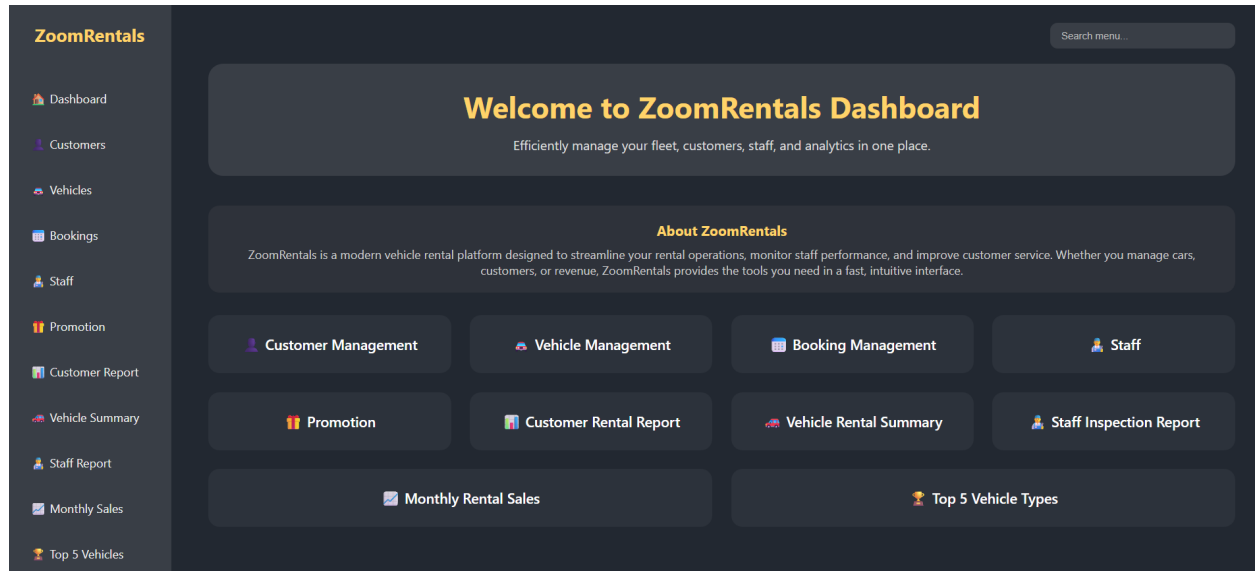 ZoomRentals
Dashboard
Customers
Vehicles
Bookings
Staff
Promotion
Customer Report
Vehicle Summary
Staff Report
Monthly Sales
Top 5 Vehicles
Search menu...
Welcome to ZoomRentals Dashboard
Efficiently manage your fleet, customers, staff, and analytics in one place.
About ZoomRentals
ZoomRentals is a modern vehicle rental platform designed to streamline your rental operations, monitor staff performance, and improve customer service. Whether you manage cars,
customers, or revenue, ZoomRentals provides the tools you need in a fast, intuitive interface.
Customer Management
Vehicle Management
Booking Management
Staff
Promotion
Customer Rental Report
Vehicle Rental Summary
Staff Inspection Report
Monthly Rental Sales
Top 5 Vehicle Types